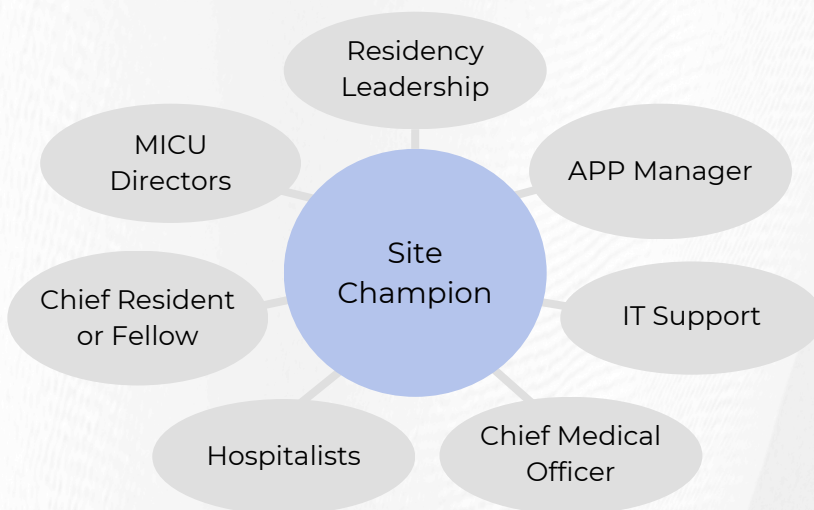 Residency
Leadership
MICU
Directors
APP Manager
Site
Champion
Chief Resident
or Fellow
IT Support
Hospitalists
Chief Medical
Officer